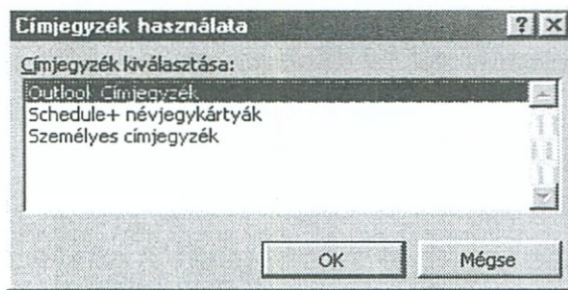 Címjegyzék használata
Címjegyzék kiválasztása:
Outlook Címjegyzék
Schedule+ névjegykártyák
Személyes címjegyzék
OK
Mégse